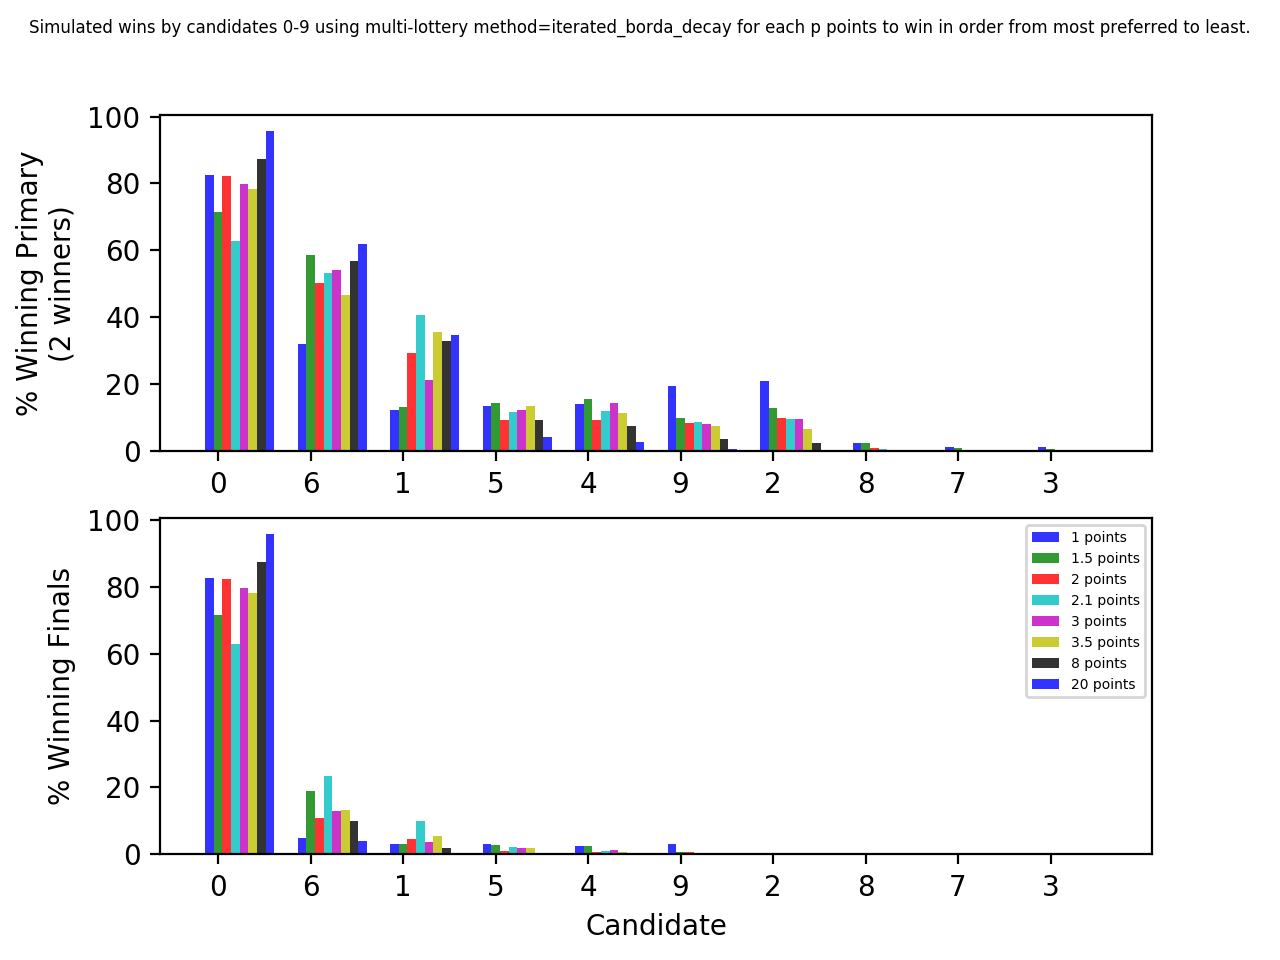 Simulated wins by candidates 0-9 using multi-lottery method=iterated_borda_decay for each p points to win in order from most preferred to least.
% Winning Primary
(2 winners)
100
80
60
40
20
0
0 6 1 5 4 9 2 8 7 3
% Winning Finals
100
80
60
40
20
0
1 points
1.5 points
2 points
2.1 points
3 points
3.5 points
8 points
20 points
0 6 1 5 4 9 2 8 7 3
Candidate